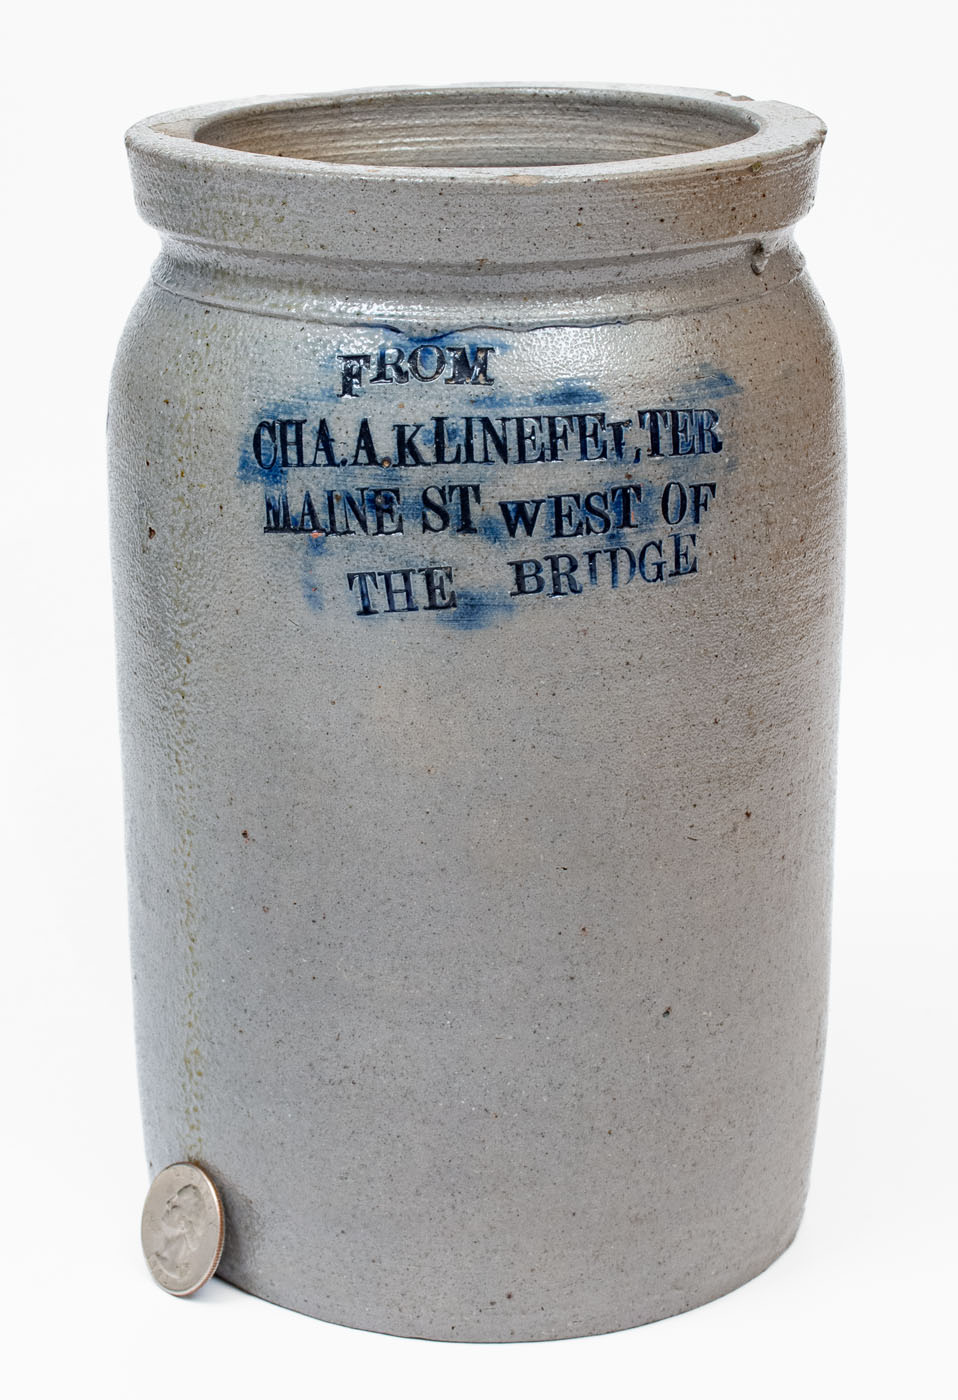 FROM
CHA.A.KLINEFELTER
MAINE ST WEST OF
THE BRIDGE